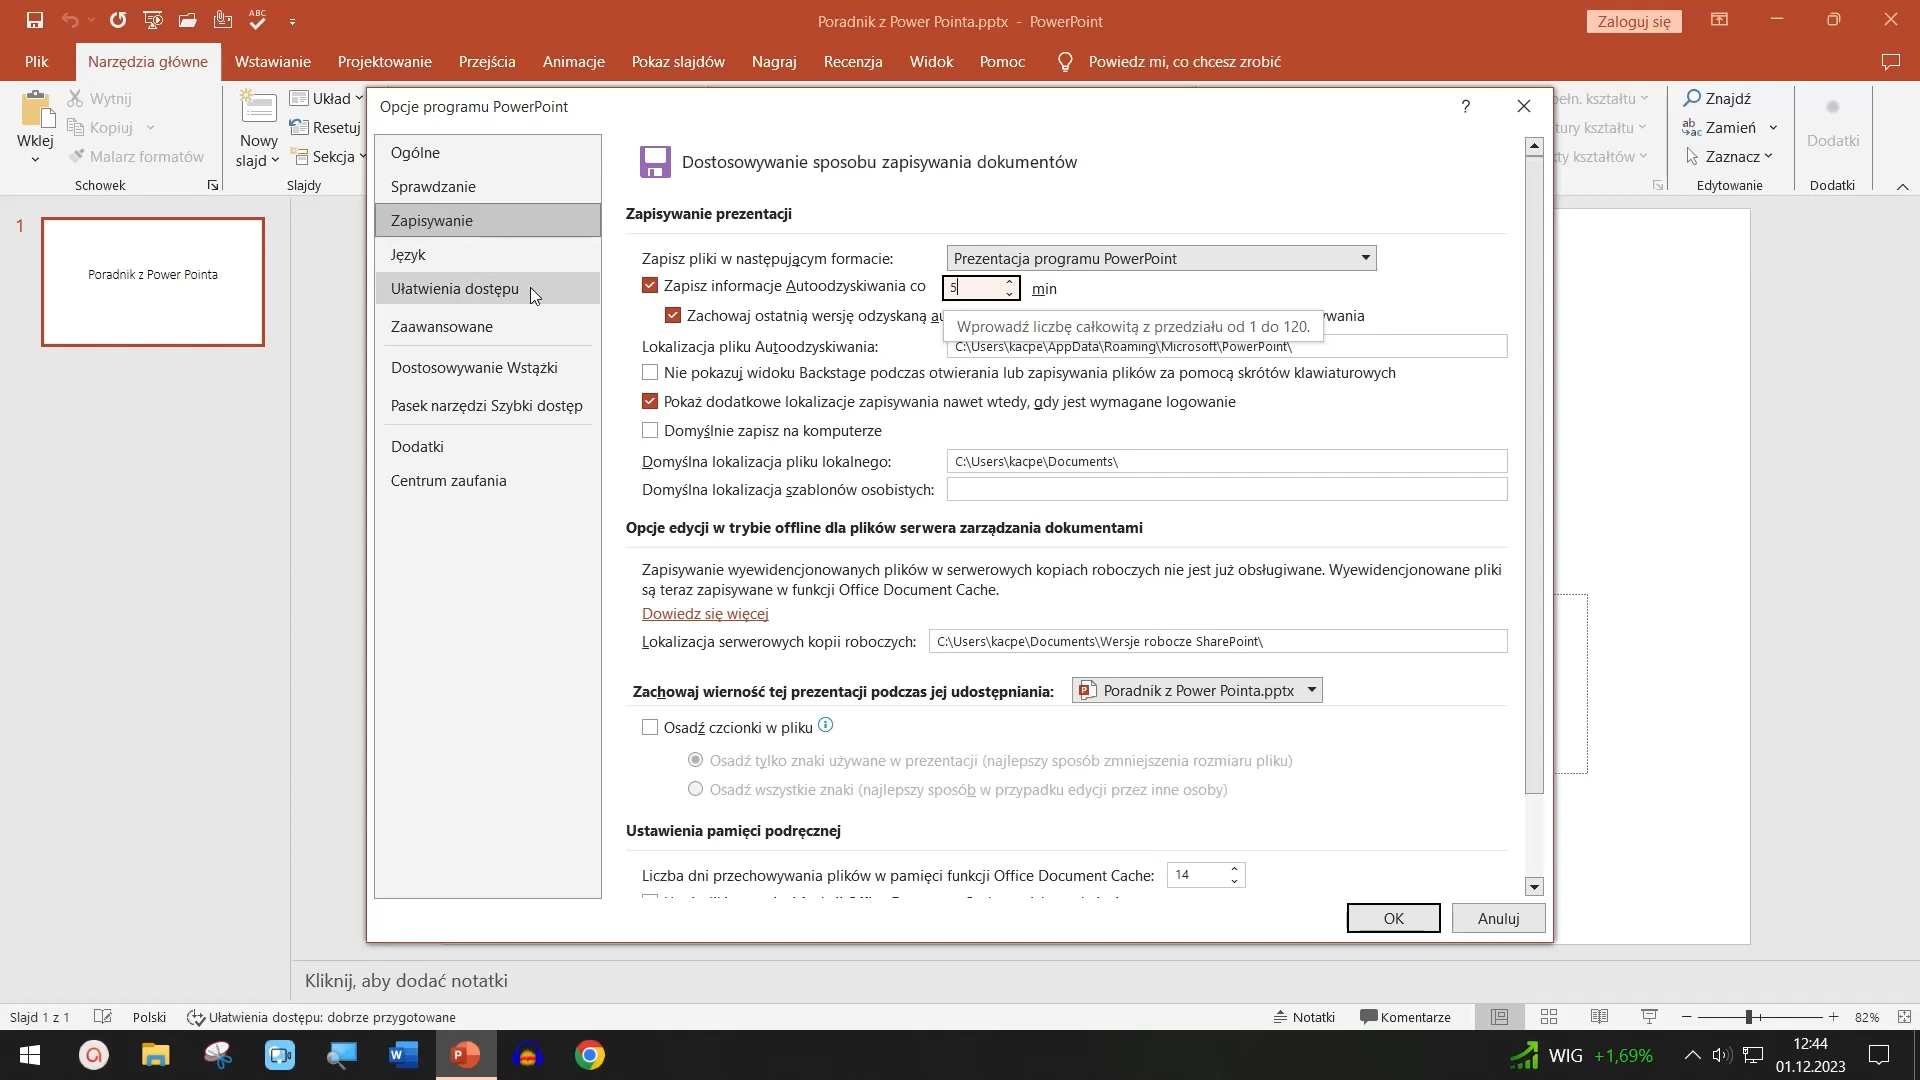 ABC
Poradnik z Power Pointa.pptx - PowerPoint
Zaloguj się
Plik
Narzędzia główne
Wstawianie
Projektowanie
Przejścia
Animacje
Pokaz slajdów
Nagraj
Recenzja
Widok
Pomoc
Powiedz mi, co chcesz zrobić
Wklej
Wytnij
Kopiuj
Malarz formatów
Schowek
Nowy
slajd
Układ
Resetuj
Sekcja
Slajdy
kształtu
kształtu
kształtów
Znajdź
Zamień
Zaznacz
Edytowanie
Dodatki
Dodatki
1
Poradnik z Power Pointa
Opcje programu PowerPoint
?
Ogólne
Sprawdzanie
Zapisywanie
Język
Ułatwienia dostępu
Zaawansowane
Dostosowywanie Wstążki
Pasek narzędzi Szybki dostęp
Dodatki
Centrum zaufania
Dostosowywanie sposobu zapisywania dokumentów
Zapisywanie prezentacji
Zapisz pliki w następującym formacie: Prezentacja programu PowerPoint
Zapisz informacje Autoodzyskiwania co 5 min
Zachowaj ostatnią wersję odzyskaną
Wprowadź liczbę całkowitą z przedziału od 1 do 120.
Lokalizacja pliku Autoodzyskiwania: C:\Users\kacpe\AppData\Roaming\Microsoft\PowerPoint\
Nie pokazuj widoku Backstage podczas otwierania lub zapisywania plików za pomocą skrótów klawiaturowych
Pokaż dodatkowe lokalizacje zapisywania nawet wtedy, gdy jest wymagane logowanie
Domyślnie zapisz na komputerze
Domyślna lokalizacja pliku lokalnego: C:\Users\kacpe\Documents\
Domyślna lokalizacja szablonów osobistych:
Opcje edycji w trybie offline dla plików serwera zarządzania dokumentami
Zapisywanie wyewidencjonowanych plików w serwerowych kopiach roboczych nie jest już obsługiwane. Wyewidencjonowane pliki
są teraz zapisywane w funkcji Office Document Cache.
Dowiedz się więcej
Lokalizacja serwerowych kopii roboczych: C:\Users\kacpe\Documents\Wersje robocze SharePoint\
Zachowaj wierność tej prezentacji podczas jej udostępniania: Poradnik z Power Pointa.pptx
Osadź czcionki w pliku
Osadź tylko znaki używane w prezentacji (najlepszy sposób zmniejszenia rozmiaru pliku)
Osadź wszystkie znaki (najlepszy sposób w przypadku edycji przez inne osoby)
Ustawienia pamięci podręcznej
Liczba dni przechowywania plików w pamięci funkcji Office Document Cache: 14
OK
Anuluj
Kliknij, aby dodać notatki
Slajd 1 z 1
Polski
Ułatwienia dostępu: dobrze przygotowane
Notatki
Komentarze
82%
WIG +1,69%
12:44
01.12.2023